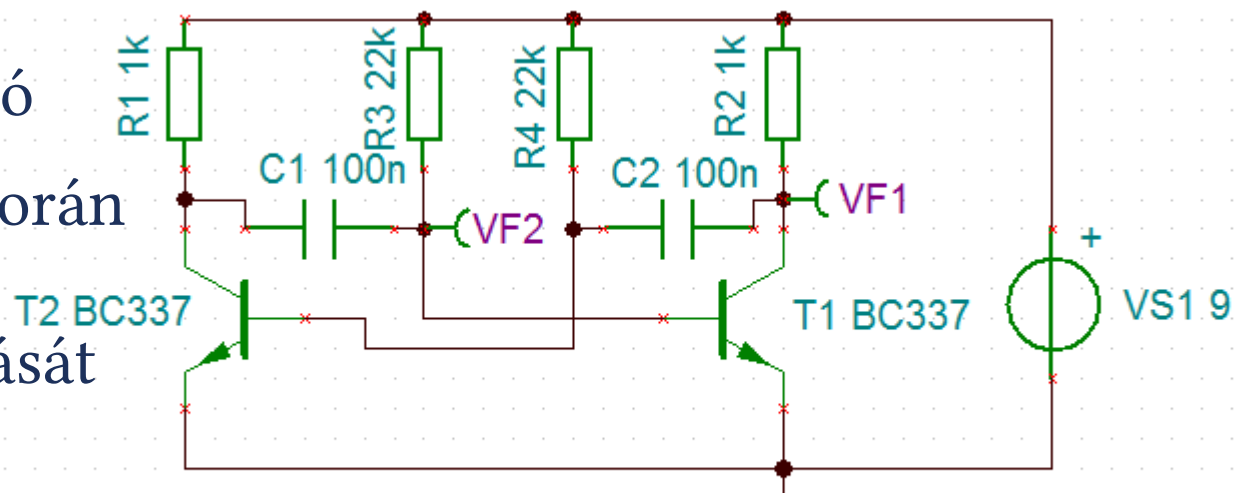 ó
orán
ását
R1 1k
R3 22k
R4 22k
R2 1k
C1 100n
C2 100n
VF2
VF1
T2 BC337
T1 BC337
+
VS1 9